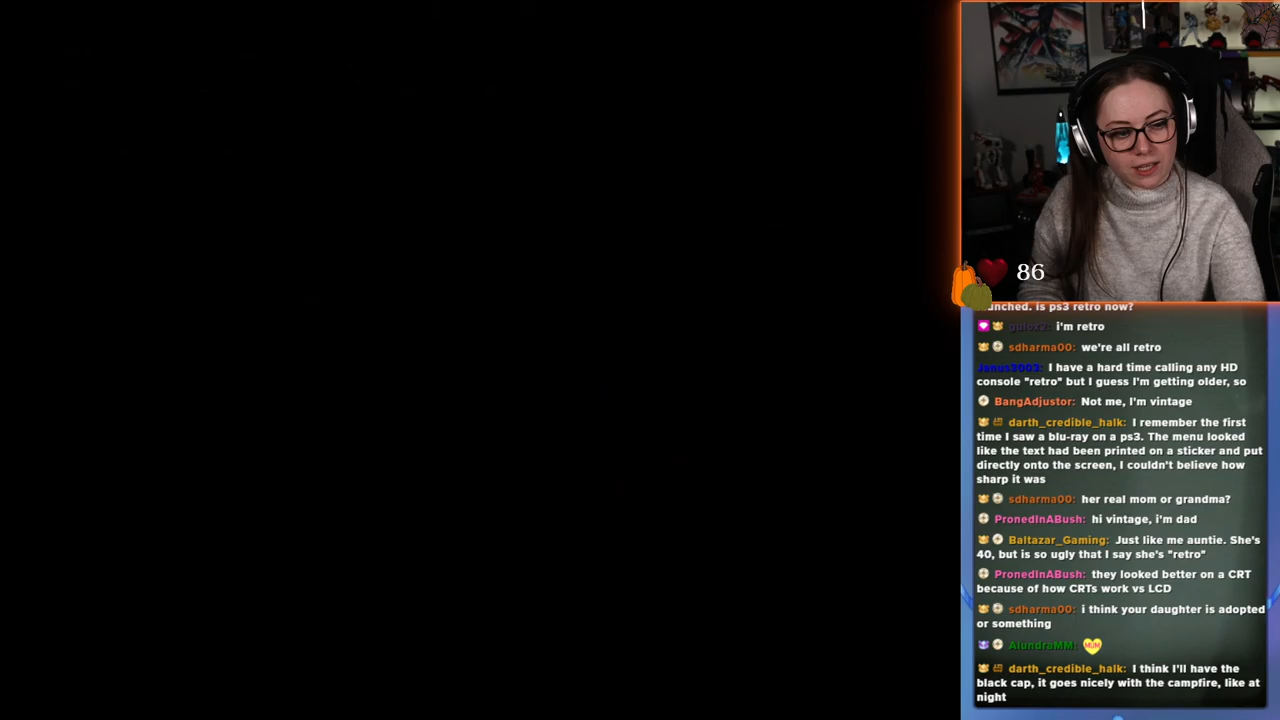 86
unched. is ps3 retro now?
gulox2: i'm retro
sdharma00: we're all retro
Janus2003: I have a hard time calling any HD
console "retro" but I guess I'm getting older, so
BangAdjustor: Not me, I'm vintage
darth_credible_halk: I remember the first
time I saw a blu-ray on a ps3. The menu looked
like the text had been printed on a sticker and put
directly onto the screen, I couldn't believe how
sharp it was
sdharma00: her real mom or grandma?
PronedInABush: hi vintage, i'm dad
Baltazar_Gaming: Just like me auntie. She's
40, but is so ugly that I say she's "retro"
PronedInABush: they looked better on a CRT
because of how CRTs work vs LCD
sdharma00: i think your daughter is adopted
or something
AlundraMM: MUM
darth_credible_halk: I think I'll have the
black cap, it goes nicely with the campfire, like at
night